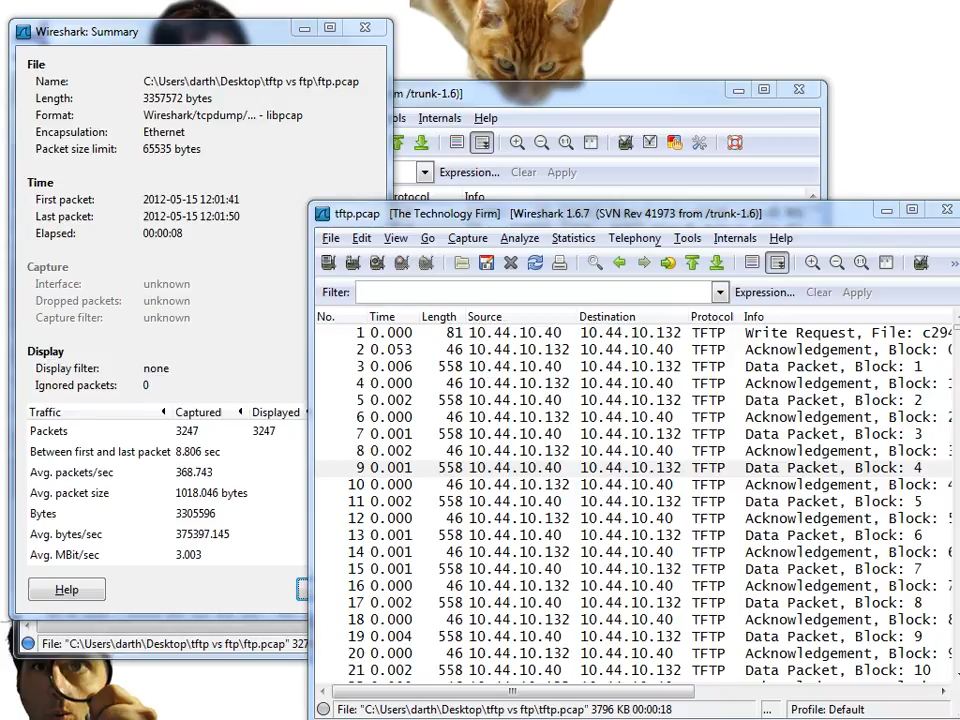 Wireshark: Summary
File
Name: C:\Users\darth\Desktop\tftp vs ftp\ftp.pcap
Length: 3357572 bytes
Format: Wireshark/tcpdump/... - libpcap
Encapsulation: Ethernet
Packet size limit: 65535 bytes
Time
First packet: 2012-05-15 12:01:41
Last packet: 2012-05-15 12:01:50
Elapsed: 00:00:08
Capture
Interface: unknown
Dropped packets: unknown
Capture filter: unknown
Display
Display filter: none
Ignored packets: 0
Traffic Captured Displayed
Packets 3247 3247
Between first and last packet 8.806 sec
Avg. packets/sec 368.743
Avg. packet size 1018.046 bytes
Bytes 3305596
Avg. bytes/sec 375397.145
Avg. MBit/sec 3.003
Help
File: "C:\Users\darth\Desktop\tftp vs ftp\ftp.pcap" 327
m /trunk-1.6)]
ols Internals Help
Expression... Clear Apply
rotocol Info
tftp.pcap [The Technology Firm] [Wireshark 1.6.7 (SVN Rev 41973 from /trunk-1.6)]
File Edit View Go Capture Analyze Statistics Telephony Tools Internals Help
Filter: Expression... Clear Apply
No. Time Length Source Destination Protocol Info
1 0.000 81 10.44.10.40 10.44.10.132 TFTP Write Request, File: c294
2 0.053 46 10.44.10.132 10.44.10.40 TFTP Acknowledgement, Block: 0
3 0.006 558 10.44.10.40 10.44.10.132 TFTP Data Packet, Block: 1
4 0.000 46 10.44.10.132 10.44.10.40 TFTP Acknowledgement, Block: 1
5 0.002 558 10.44.10.40 10.44.10.132 TFTP Data Packet, Block: 2
6 0.000 46 10.44.10.132 10.44.10.40 TFTP Acknowledgement, Block: 2
7 0.001 558 10.44.10.40 10.44.10.132 TFTP Data Packet, Block: 3
8 0.002 46 10.44.10.132 10.44.10.40 TFTP Acknowledgement, Block: 3
9 0.001 558 10.44.10.40 10.44.10.132 TFTP Data Packet, Block: 4
10 0.000 46 10.44.10.132 10.44.10.40 TFTP Acknowledgement, Block: 4
11 0.002 558 10.44.10.40 10.44.10.132 TFTP Data Packet, Block: 5
12 0.000 46 10.44.10.132 10.44.10.40 TFTP Acknowledgement, Block: 5
13 0.001 558 10.44.10.40 10.44.10.132 TFTP Data Packet, Block: 6
14 0.001 46 10.44.10.132 10.44.10.40 TFTP Acknowledgement, Block: 6
15 0.001 558 10.44.10.40 10.44.10.132 TFTP Data Packet, Block: 7
16 0.000 46 10.44.10.132 10.44.10.40 TFTP Acknowledgement, Block: 7
17 0.002 558 10.44.10.40 10.44.10.132 TFTP Data Packet, Block: 8
18 0.000 46 10.44.10.132 10.44.10.40 TFTP Acknowledgement, Block: 8
19 0.004 558 10.44.10.40 10.44.10.132 TFTP Data Packet, Block: 9
20 0.000 46 10.44.10.132 10.44.10.40 TFTP Acknowledgement, Block: 9
21 0.002 558 10.44.10.40 10.44.10.132 TFTP Data Packet, Block: 10
File: "C:\Users\darth\Desktop\tftp vs ftp\tftp.pcap" 3796 KB 00:00:18 ... Profile: Default